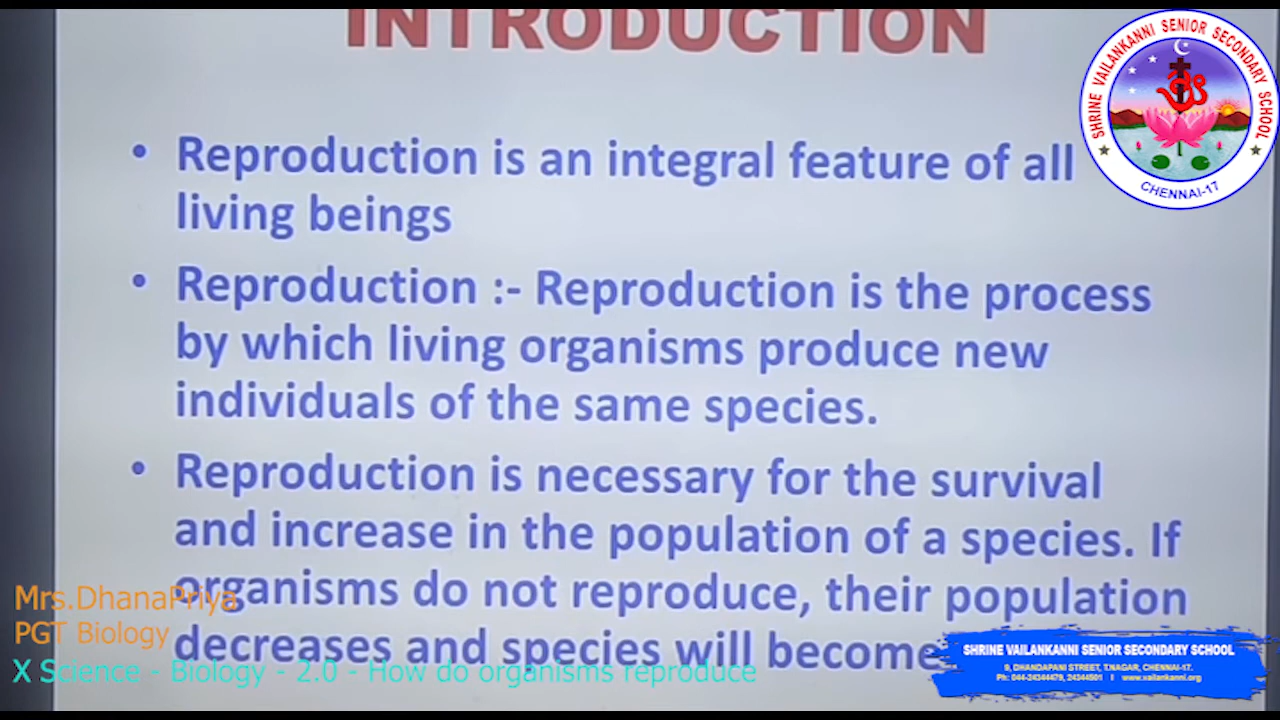 INTRODUCTION
• Reproduction is an integral feature of all
living beings
• Reproduction :- Reproduction is the process
by which living organisms produce new
individuals of the same species.
• Reproduction is necessary for the survival
and increase in the population of a species. If
organisms do not reproduce, their population
decreases and species will become
SHRINE VAILANKANNI SENIOR SECONDARY SCHOOL
CHENNAI-17
Mrs.DhanaPriya
PGT Biology
X Science - Biology - 2.0 - How do organisms reproduce
SHRINE VAILANKANNI SENIOR SECONDARY SCHOOL
9, DHANDAPANI STREET, T.NAGAR, CHENNAI-17.
Ph: 044-24344479, 24344501 I www.vailankanni.org